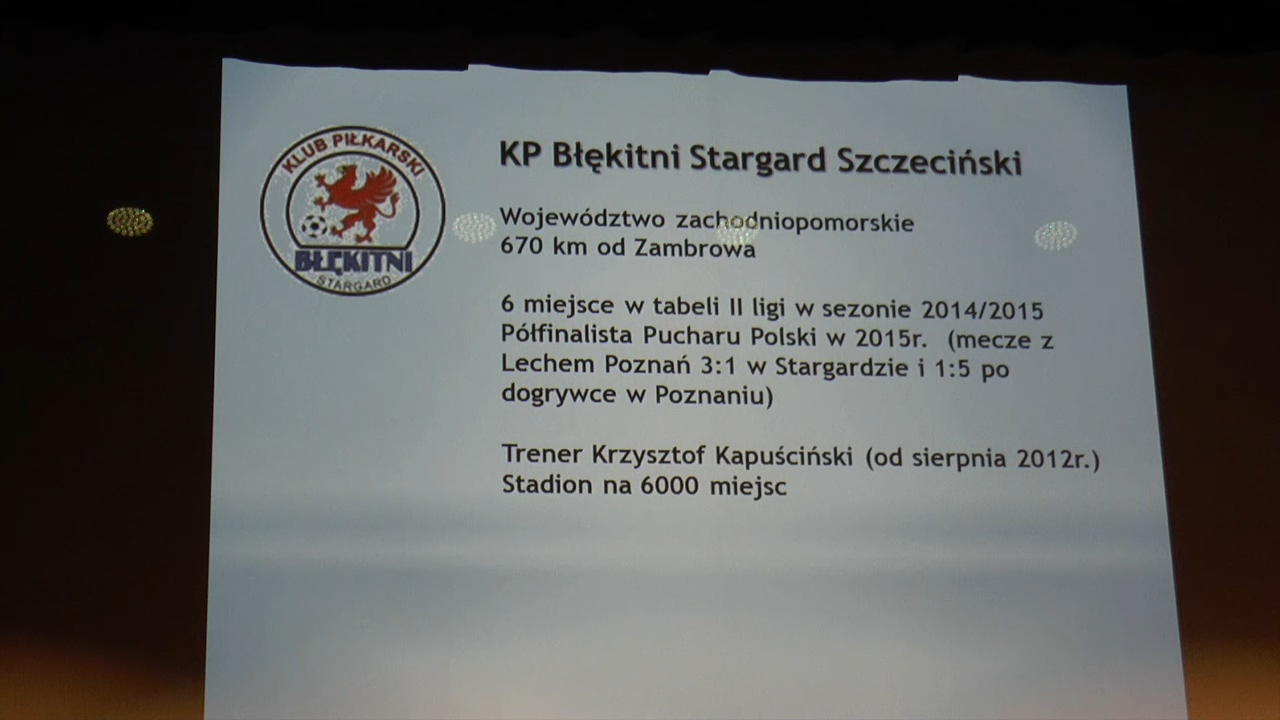 KLUB PIŁKARSKI
BŁĘKITNI
STARGARD
KP Błękitni Stargard Szczeciński
Województwo zachodniopomorskie
670 km od Zambrowa
6 miejsce w tabeli II ligi w sezonie 2014/2015
Półfinalista Pucharu Polski w 2015r. (mecze z
Lechem Poznań 3:1 w Stargardzie i 1:5 po
dogrywce w Poznaniu)
Trener Krzysztof Kapuściński (od sierpnia 2012r.)
Stadion na 6000 miejsc